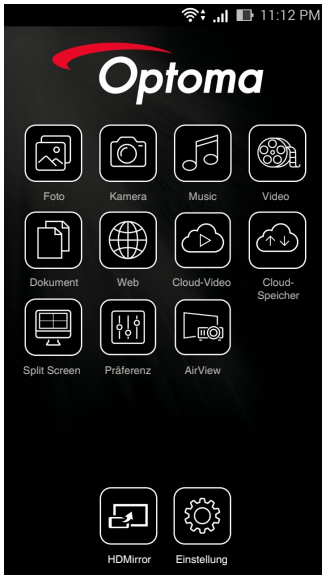 11:12 PM
Optoma
Foto Kamera Music Video
Dokument Web Cloud-Video Cloud-
Speicher
Split Screen Präferenz AirView
HDMirror Einstellung